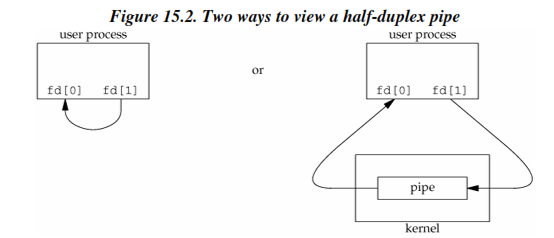 Figure 15.2. Two ways to view a half-duplex pipe
user process
fd[0] fd[1]
or
user process
fd[0] fd[1]
pipe
kernel